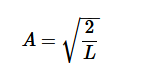 A = √(2/L)